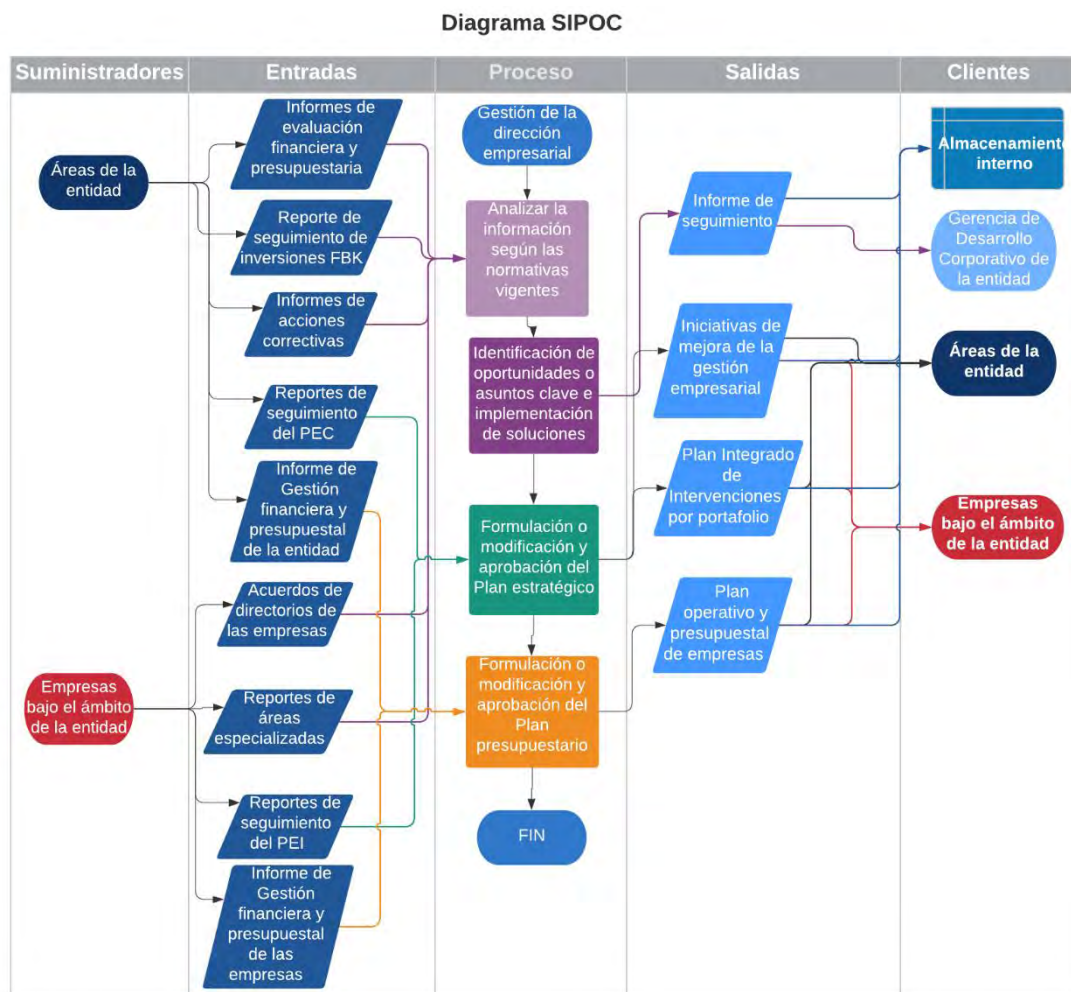 Diagrama SIPOC
Suministradores
Entradas
Proceso
Salidas
Clientes
Áreas de la
entidad
Empresas
bajo el ámbito
de la entidad
Informes de
evaluación
financiera y
presupuestaria
Reporte de
seguimiento de
inversiones FBK
Informes de
acciones
correctivas
Reportes de
seguimiento
del PEC
Informe de
Gestión
financiera y
presupuestal
de la entidad
Acuerdos de
directorios de
las empresas
Reportes de
áreas
especializadas
Reportes de
seguimiento
del PEI
Informe de
Gestión
financiera y
presupuestal
de las
empresas
Gestión de la
dirección
empresarial
Analizar la
información
según las
normativas
vigentes
Identificación de
oportunidades o
asuntos clave e
implementación
de soluciones
Formulación o
modificación y
aprobación del
Plan estratégico
Formulación o
modificación y
aprobación del
Plan
presupuestario
FIN
Informe de
seguimiento
Iniciativas de
mejora de la
gestión
empresarial
Plan Integrado
de
Intervenciones
por portafolio
Plan
operativo y
presupuestal
de empresas
Almacenamiento
interno
Gerencia de
Desarrollo
Corporativo de
la entidad
Áreas de la
entidad
Empresas
bajo el ámbito
de la entidad